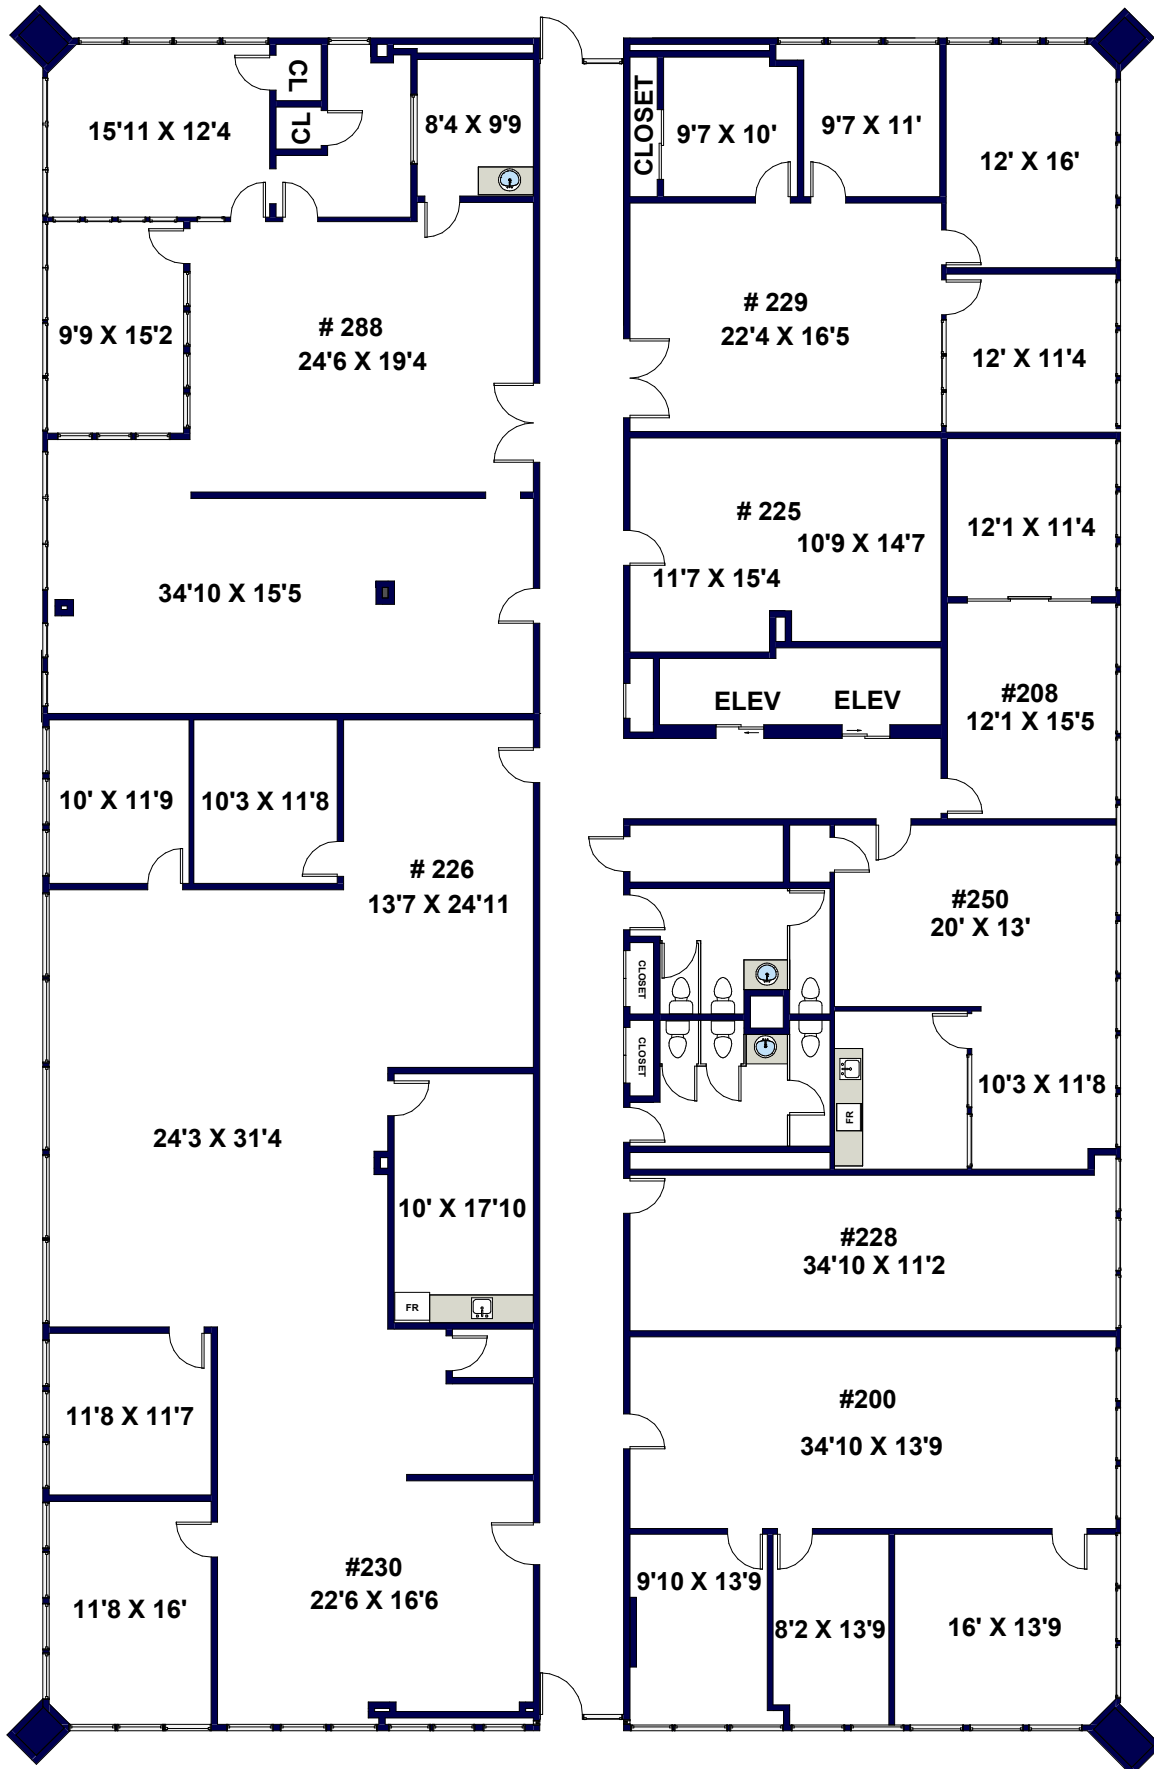 CL
CL
15'11 X 12'4
8'4 X 9'9
9'9 X 15'2
# 288
24'6 X 19'4
34'10 X 15'5
10' X 11'9
10'3 X 11'8
# 226
13'7 X 24'11
24'3 X 31'4
10' X 17'10
FR
11'8 X 11'7
11'8 X 16'
#230
22'6 X 16'6
CLOSET
9'7 X 10'
9'7 X 11'
12' X 16'
# 229
22'4 X 16'5
12' X 11'4
# 225
10'9 X 14'7
11'7 X 15'4
12'1 X 11'4
ELEV
ELEV
#208
12'1 X 15'5
#250
20' X 13'
CLOSET
CLOSET
10'3 X 11'8
FR
#228
34'10 X 11'2
#200
34'10 X 13'9
9'10 X 13'9
8'2 X 13'9
16' X 13'9